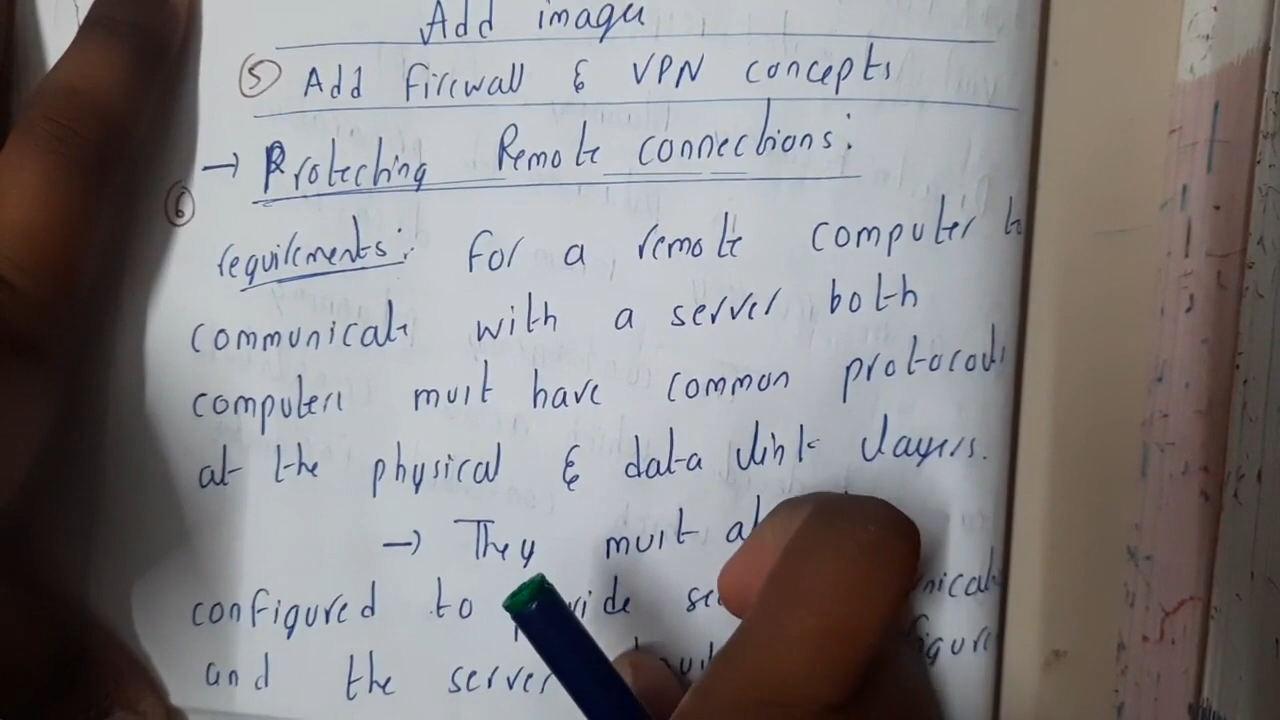 Add image
5 Add firewall & VPN concepts
→ Protecting Remote connections:
6
requirements: for a remote computer to
communicate with a server both
computers must have common protocols
at the physical & data link layers.
→ They must
configured to
and the server